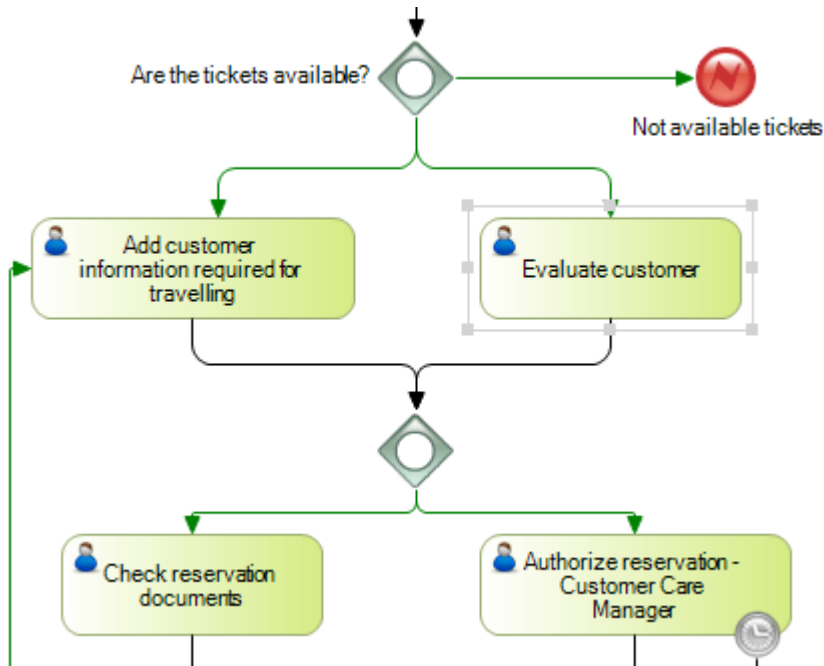 Are the tickets available?
Not available tickets
Add customer
information required for
travelling
Evaluate customer
Check reservation
documents
Authorize reservation -
Customer Care
Manager